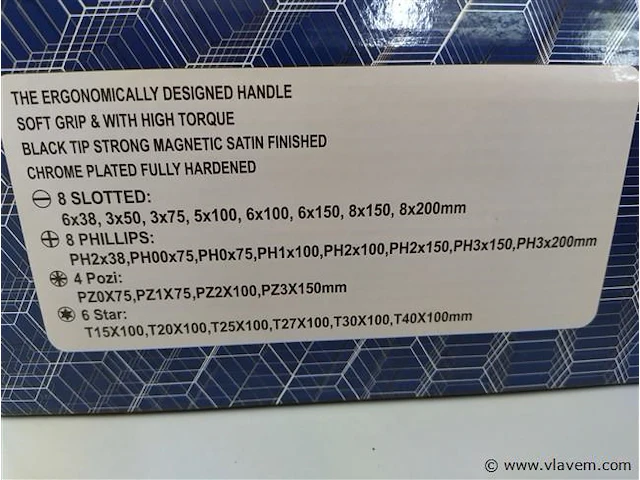 THE ERGONOMICALLY DESIGNED HANDLE
SOFT GRIP & WITH HIGH TORQUE
BLACK TIP STRONG MAGNETIC SATIN FINISHED
CHROME PLATED FULLY HARDENED
8 SLOTTED:
6x38, 3x50, 3x75, 5x100, 6x100, 6x150, 8x150, 8x200mm
8 PHILLIPS:
PH2x38,PH00x75,PH0x75,PH1x100,PH2x100,PH2x150,PH3x150,PH3x200mm
4 Pozi:
PZ0X75,PZ1X75,PZ2X100,PZ3X150mm
6 Star:
T15X100,T20X100,T25X100,T27X100,T30X100,T40X100mm
© www.vlavem.com